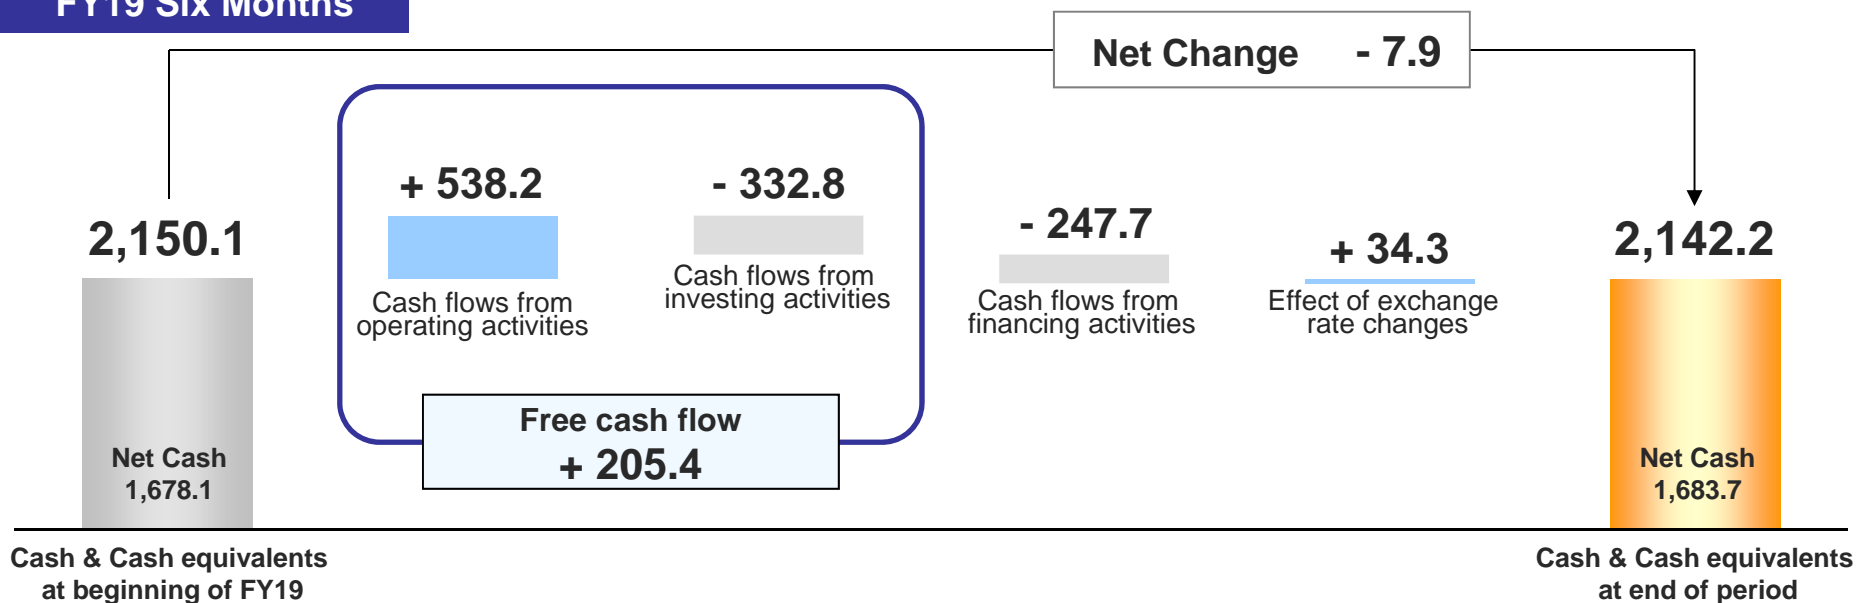 FY19 Six Months
Net Change - 7.9
+ 538.2
- 332.8
- 247.7
+ 34.3
2,150.1
2,142.2
Cash flows from
operating activities
Cash flows from
investing activities
Cash flows from
financing activities
Effect of exchange
rate changes
Free cash flow
+ 205.4
Net Cash
1,678.1
Net Cash
1,683.7
Cash & Cash equivalents
at beginning of FY19
Cash & Cash equivalents
at end of period